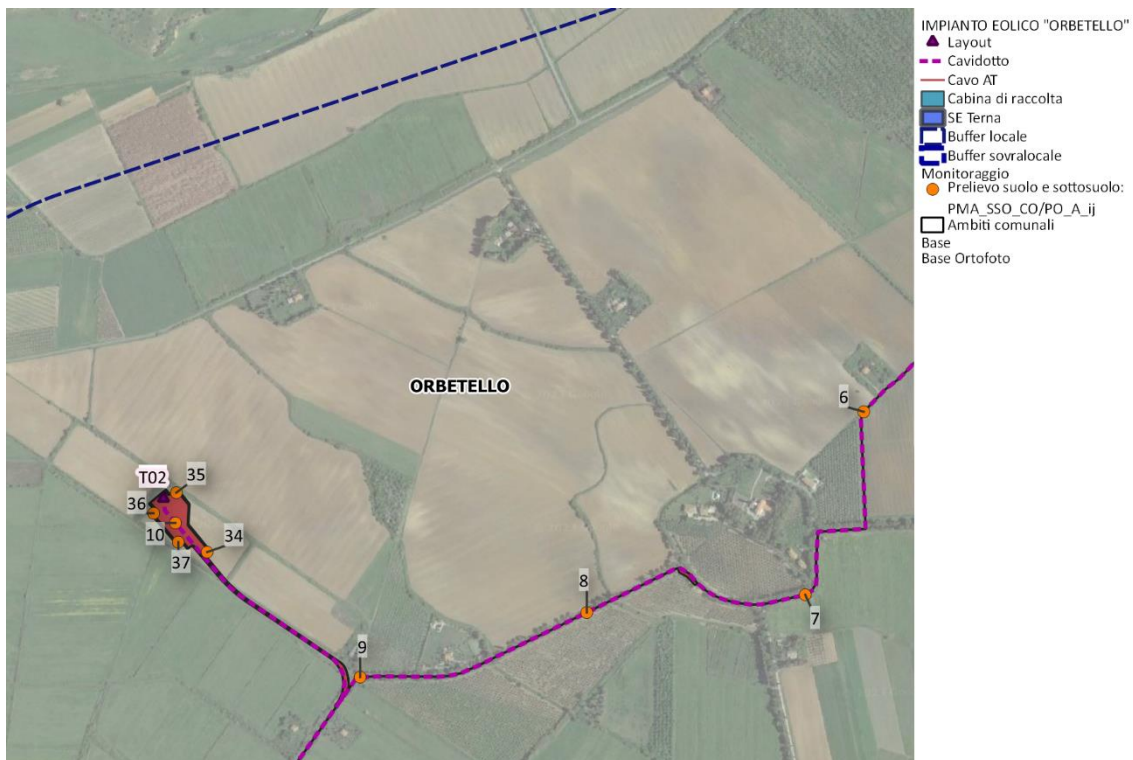 IMPIANTO EOLICO "ORBETELLO"
Layout
Cavidotto
Cavo AT
Cabina di raccolta
SE Terna
Buffer locale
Buffer sovralocale
Monitoraggio
Prelievo suolo e sottosuolo:
PMA_SSO_CO/PO_A_ij
Ambiti comunali
Base
Base Ortofoto
ORBETELLO
6
T02
35
36
10
34
37
8
7
9